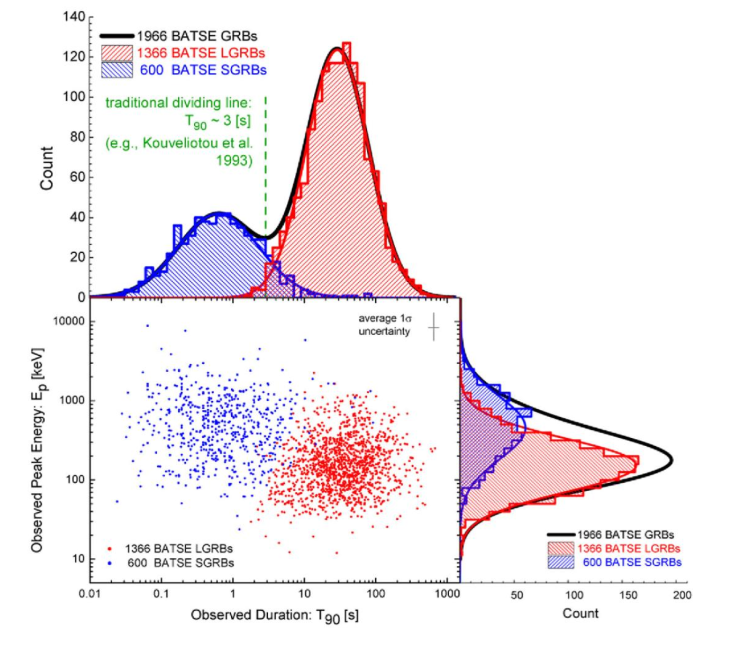 140
120
100
80
60
40
20
0
Count
1966 BATSE GRBs
1366 BATSE LGRBs
600 BATSE SGRBs
traditional dividing line:
T90 ~ 3 [s]
(e.g., Kouveliotou et al.
1993)
average 1σ
uncertainty
10000
1000
100
10
Observed Peak Energy: Ep [keV]
1366 BATSE LGRBs
600 BATSE SGRBs
0.01 0.1 1 10 100 1000
Observed Duration: T90 [s]
1966 BATSE GRBs
1366 BATSE LGRBs
600 BATSE SGRBs
50 100 150 200
Count